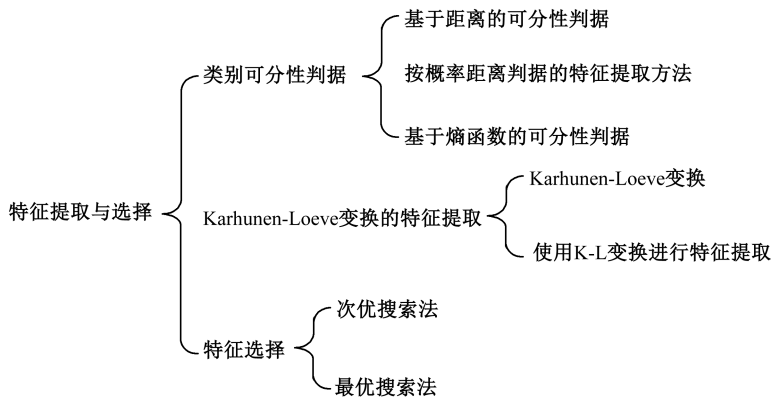 特征提取与选择
类别可分性判据
基于距离的可分性判据
按概率距离判据的特征提取方法
基于熵函数的可分性判据
Karhunen-Loeve变换的特征提取
Karhunen-Loeve变换
使用K-L变换进行特征提取
特征选择
次优搜索法
最优搜索法